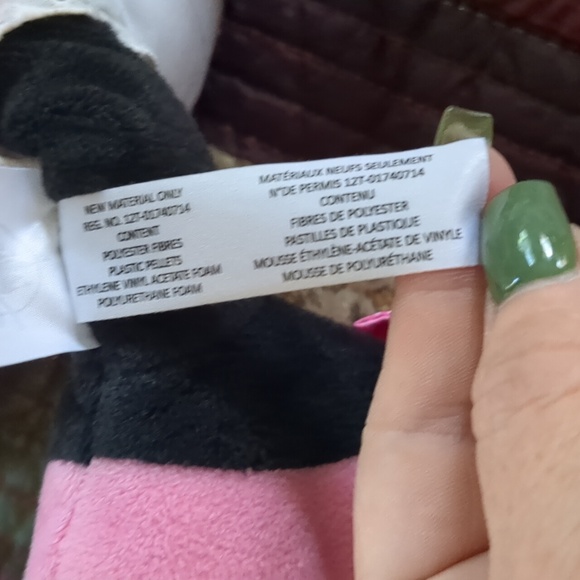 NEW MATERIAL ONLY
REG. NO. 12T-01740714
CONTENT
POLYESTER FIBRES
PLASTIC PELLETS
ETHYLENE VINYL ACETATE FOAM
POLYURETHANE FOAM
MATÉRIAUX NEUFS SEULEMENT
N°DE PERMIS 12T-01740714
CONTENU
FIBRES DE POLYESTER
PASTILLES DE PLASTIQUE
MOUSSE ÉTHYLÈNE-ACÉTATE DE VINYLE
MOUSSE DE POLYURÉTHANE